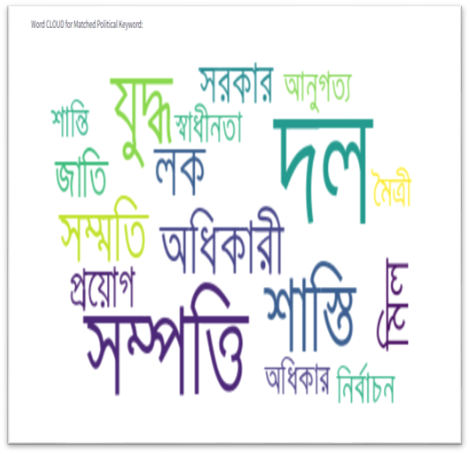 Word CLOUD for Matched Political Keyword:
সরকার আনুগত্য
যুদ্ধ
শান্তি
স্বাধীনতা
দল
জাতি
লক
মৈত্রী
সম্মতি
অধিকারী
প্রয়োগ
শাস্তি
বিল
সম্পত্তি
অধিকার
নির্বাচন